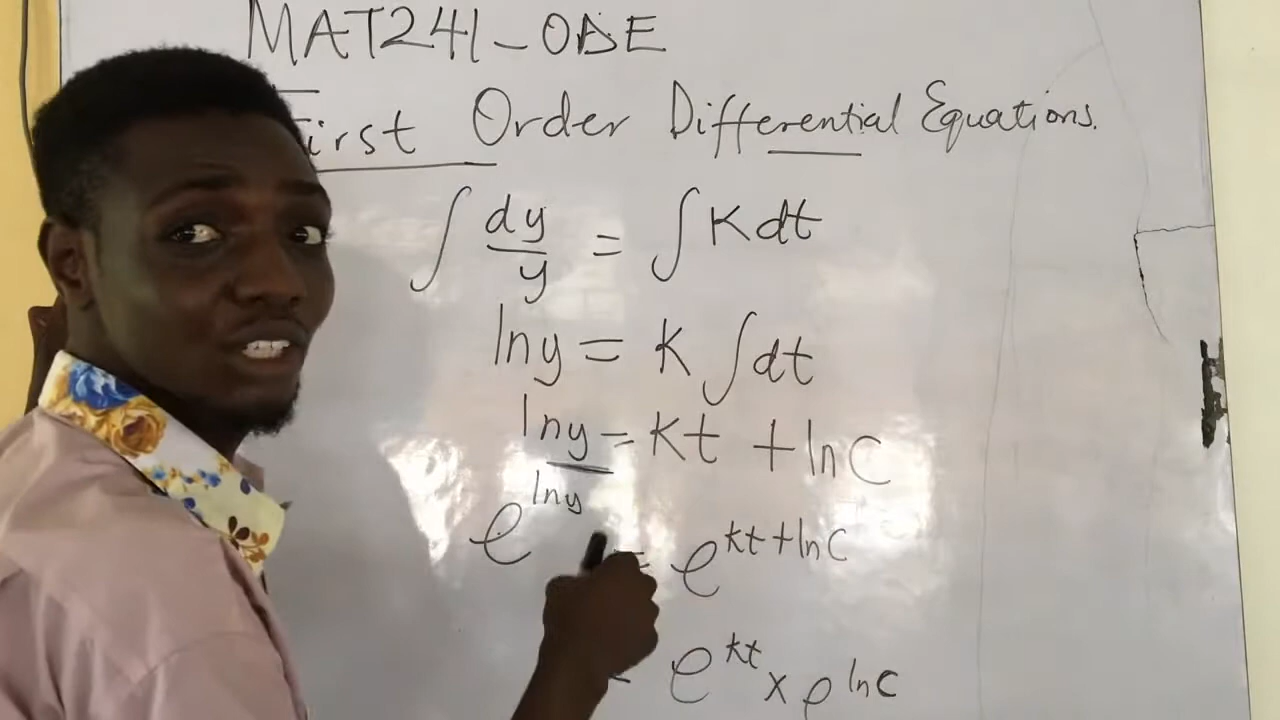 MAT241 - ODE
First Order Differential Equations.
∫ dy/y = ∫ K dt
ln y = K ∫ dt
ln y = Kt + ln C
e^{ln y} = e^{kt + ln C}
= e^{kt} × e^{ln C}